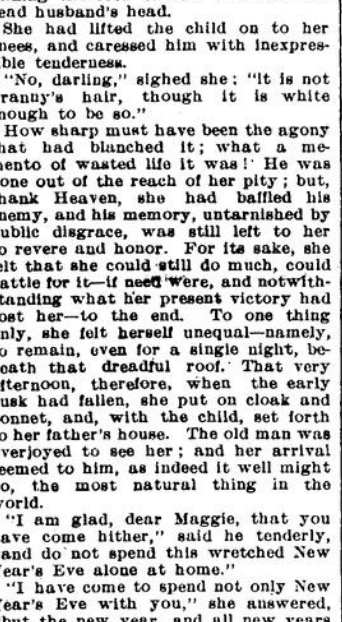 ead husband's head.
She had lifted the child on to her
nees, and caressed him with inexpres-
ble tenderness.
"No, darling," sighed she: "it is not
ranny's hair, though it is white
nough to be so."
How sharp must have been the agony
hat had blanched it; what a me-
ento of wasted life it was! He was
one out of the reach of her pity; but,
hank Heaven, she had baffled his
nemy, and his memory, untarnished by
ublic disgrace, was still left to her
o revere and honor. For its sake, she
elt that she could still do much, could
attle for it—if need were, and notwith-
tanding what her present victory had
ost her—to the end. To one thing
nly, she felt herself unequal—namely,
o remain, even for a single night, be-
eath that dreadful roof. That very
fternoon, therefore, when the early
usk had fallen, she put on cloak and
onnet, and, with the child, set forth
o her father's house. The old man was
verjoyed to see her; and her arrival
eemed to him, as indeed it well might
o, the most natural thing in the
orld.
"I am glad, dear Maggie, that you
ave come hither," said he tenderly,
and do not spend this wretched New
ear's Eve alone at home."
"I have come to spend not only New
ear's Eve with you," she answered,
but the new year, and all new years